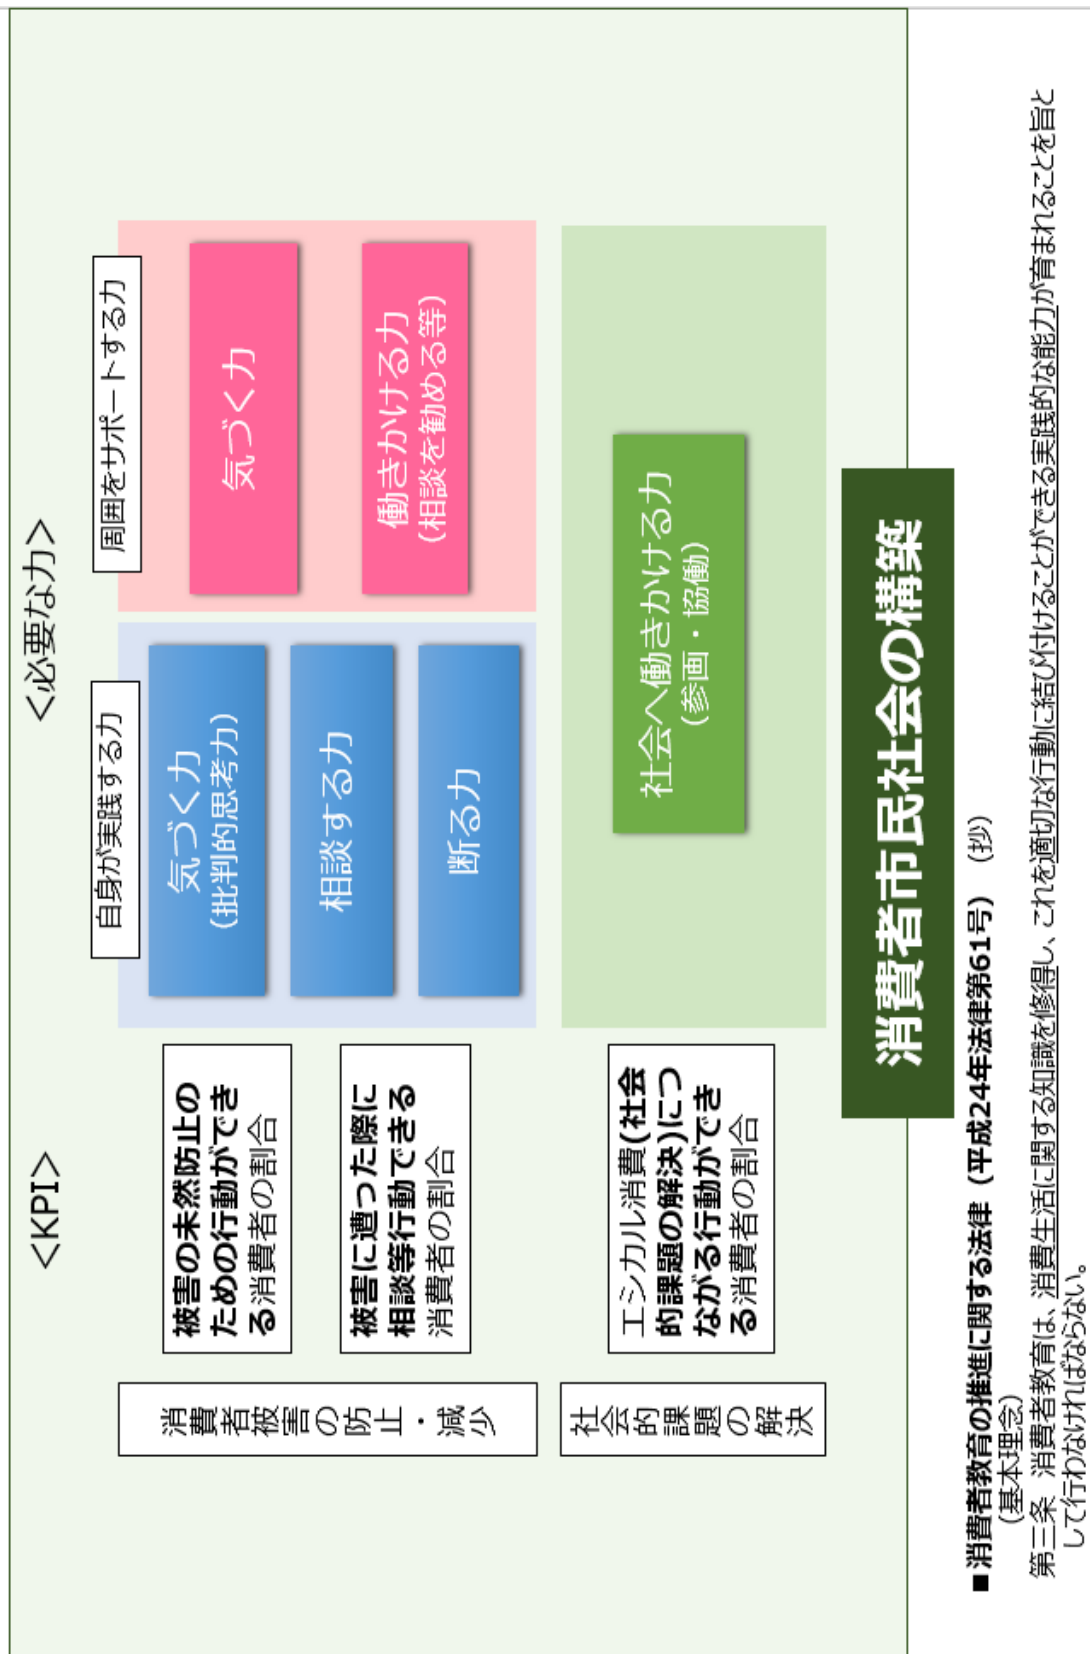 ＜KPI＞
＜必要な力＞
自身が実践する力
周囲をサポートする力
消費者被害の防止・減少
被害の未然防止の
ための行動ができ
る消費者の割合
被害に遭った際に
相談等行動できる
消費者の割合
気づく力
(批判的思考力)
相談する力
断る力
気づく力
働きかける力
(相談を勧める等)
社会的課題の解決
エシカル消費(社会
的課題の解決)につ
ながる行動ができ
る消費者の割合
社会へ働きかける力
(参画・協働)
消費者市民社会の構築
■消費者教育の推進に関する法律（平成24年法律第61号）（抄）
（基本理念）
第三条　消費者教育は、消費生活に関する知識を修得し、これを適切な行動に結び付けることができる実践的な能力が育まれることを旨と
して行わなければならない。